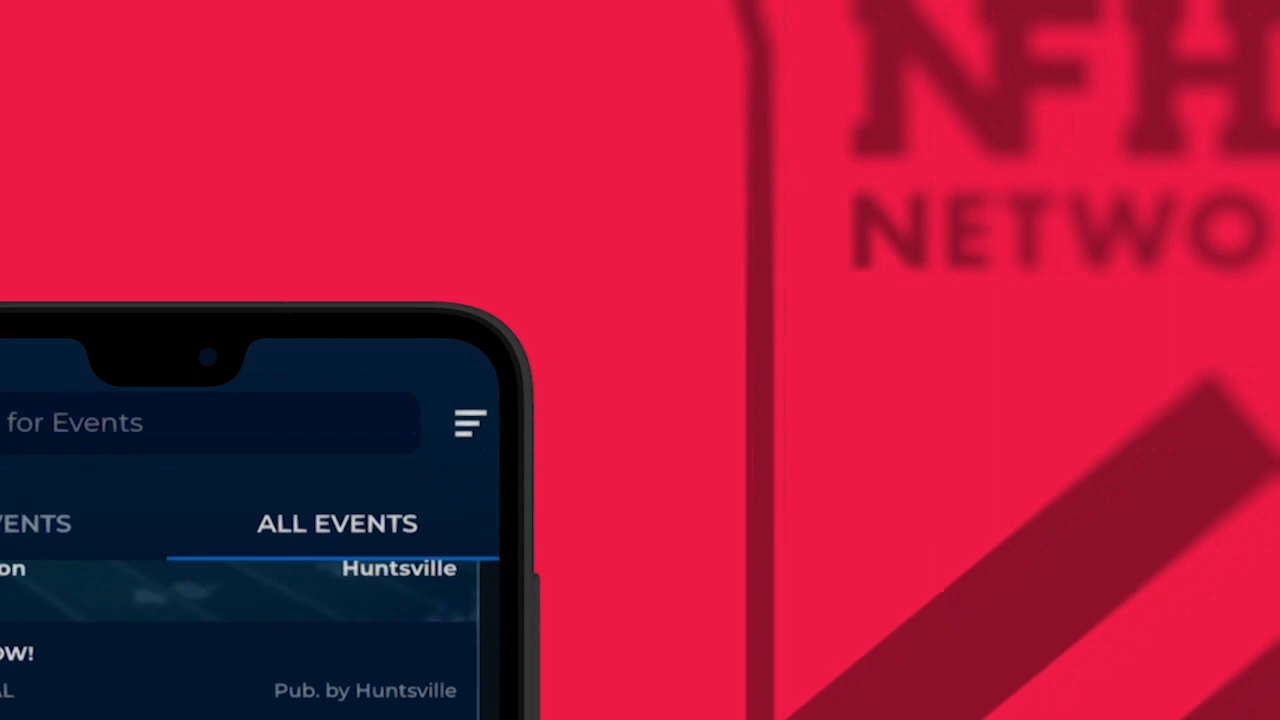 NFH
NETWO
for Events
VENTS
ALL EVENTS
on
Huntsville
OW!
AL
Pub. by Huntsville